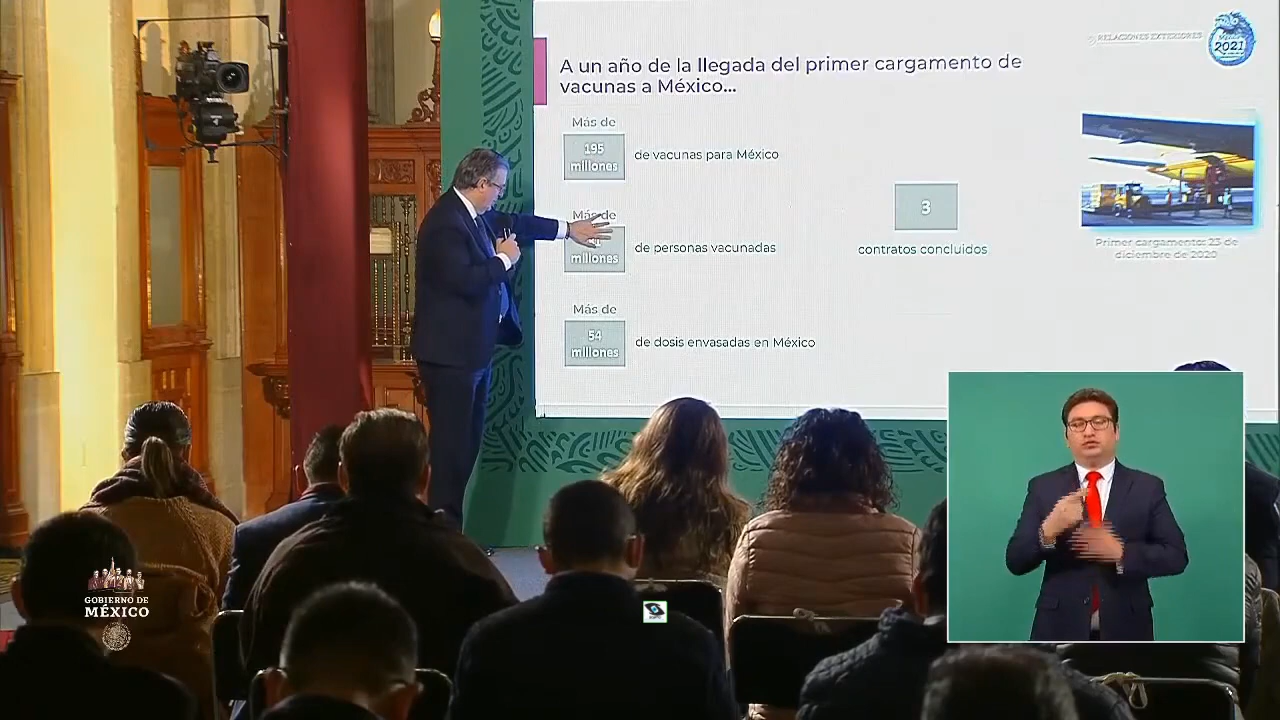 RELACIONES EXTERIORES
2021
A un año de la llegada del primer cargamento de
vacunas a México...
Más de
195
millones
de vacunas para México
Más de
millones
de personas vacunadas
3
contratos concluidos
Primer cargamento: 23 de
diciembre de 2020
Más de
54
millones
de dosis envasadas en México
GOBIERNO DE
MÉXICO